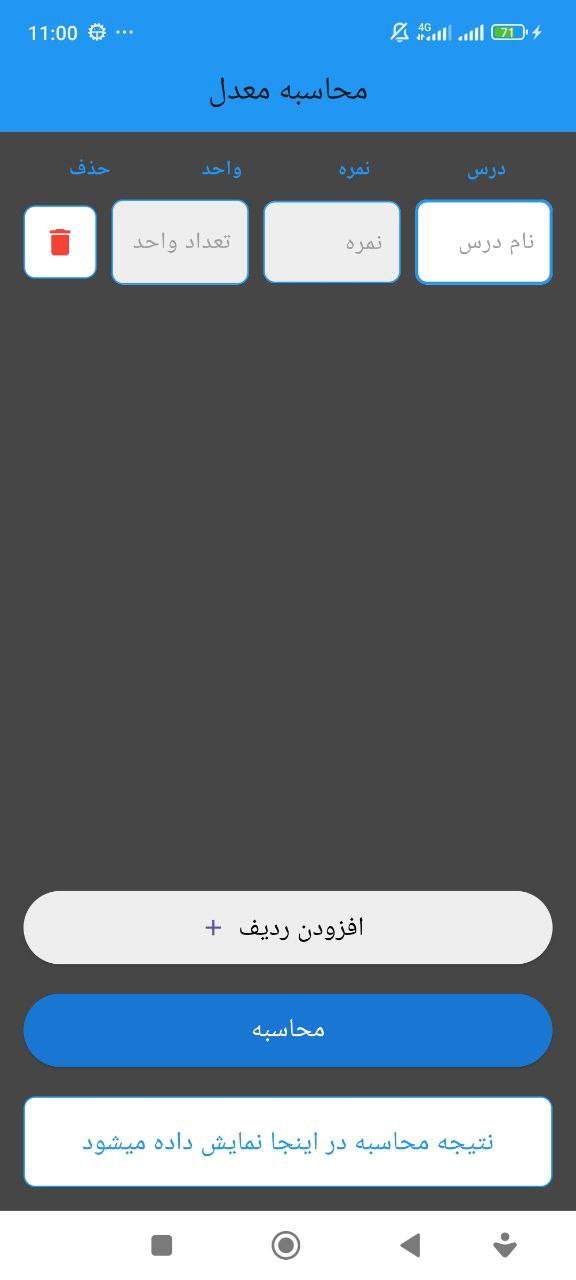 11:00 ... 4G 71
محاسبه معدل
درس نمره واحد حذف
نام درس نمره تعداد واحد
افزودن ردیف +
محاسبه
نتیجه محاسبه در اینجا نمایش داده میشود